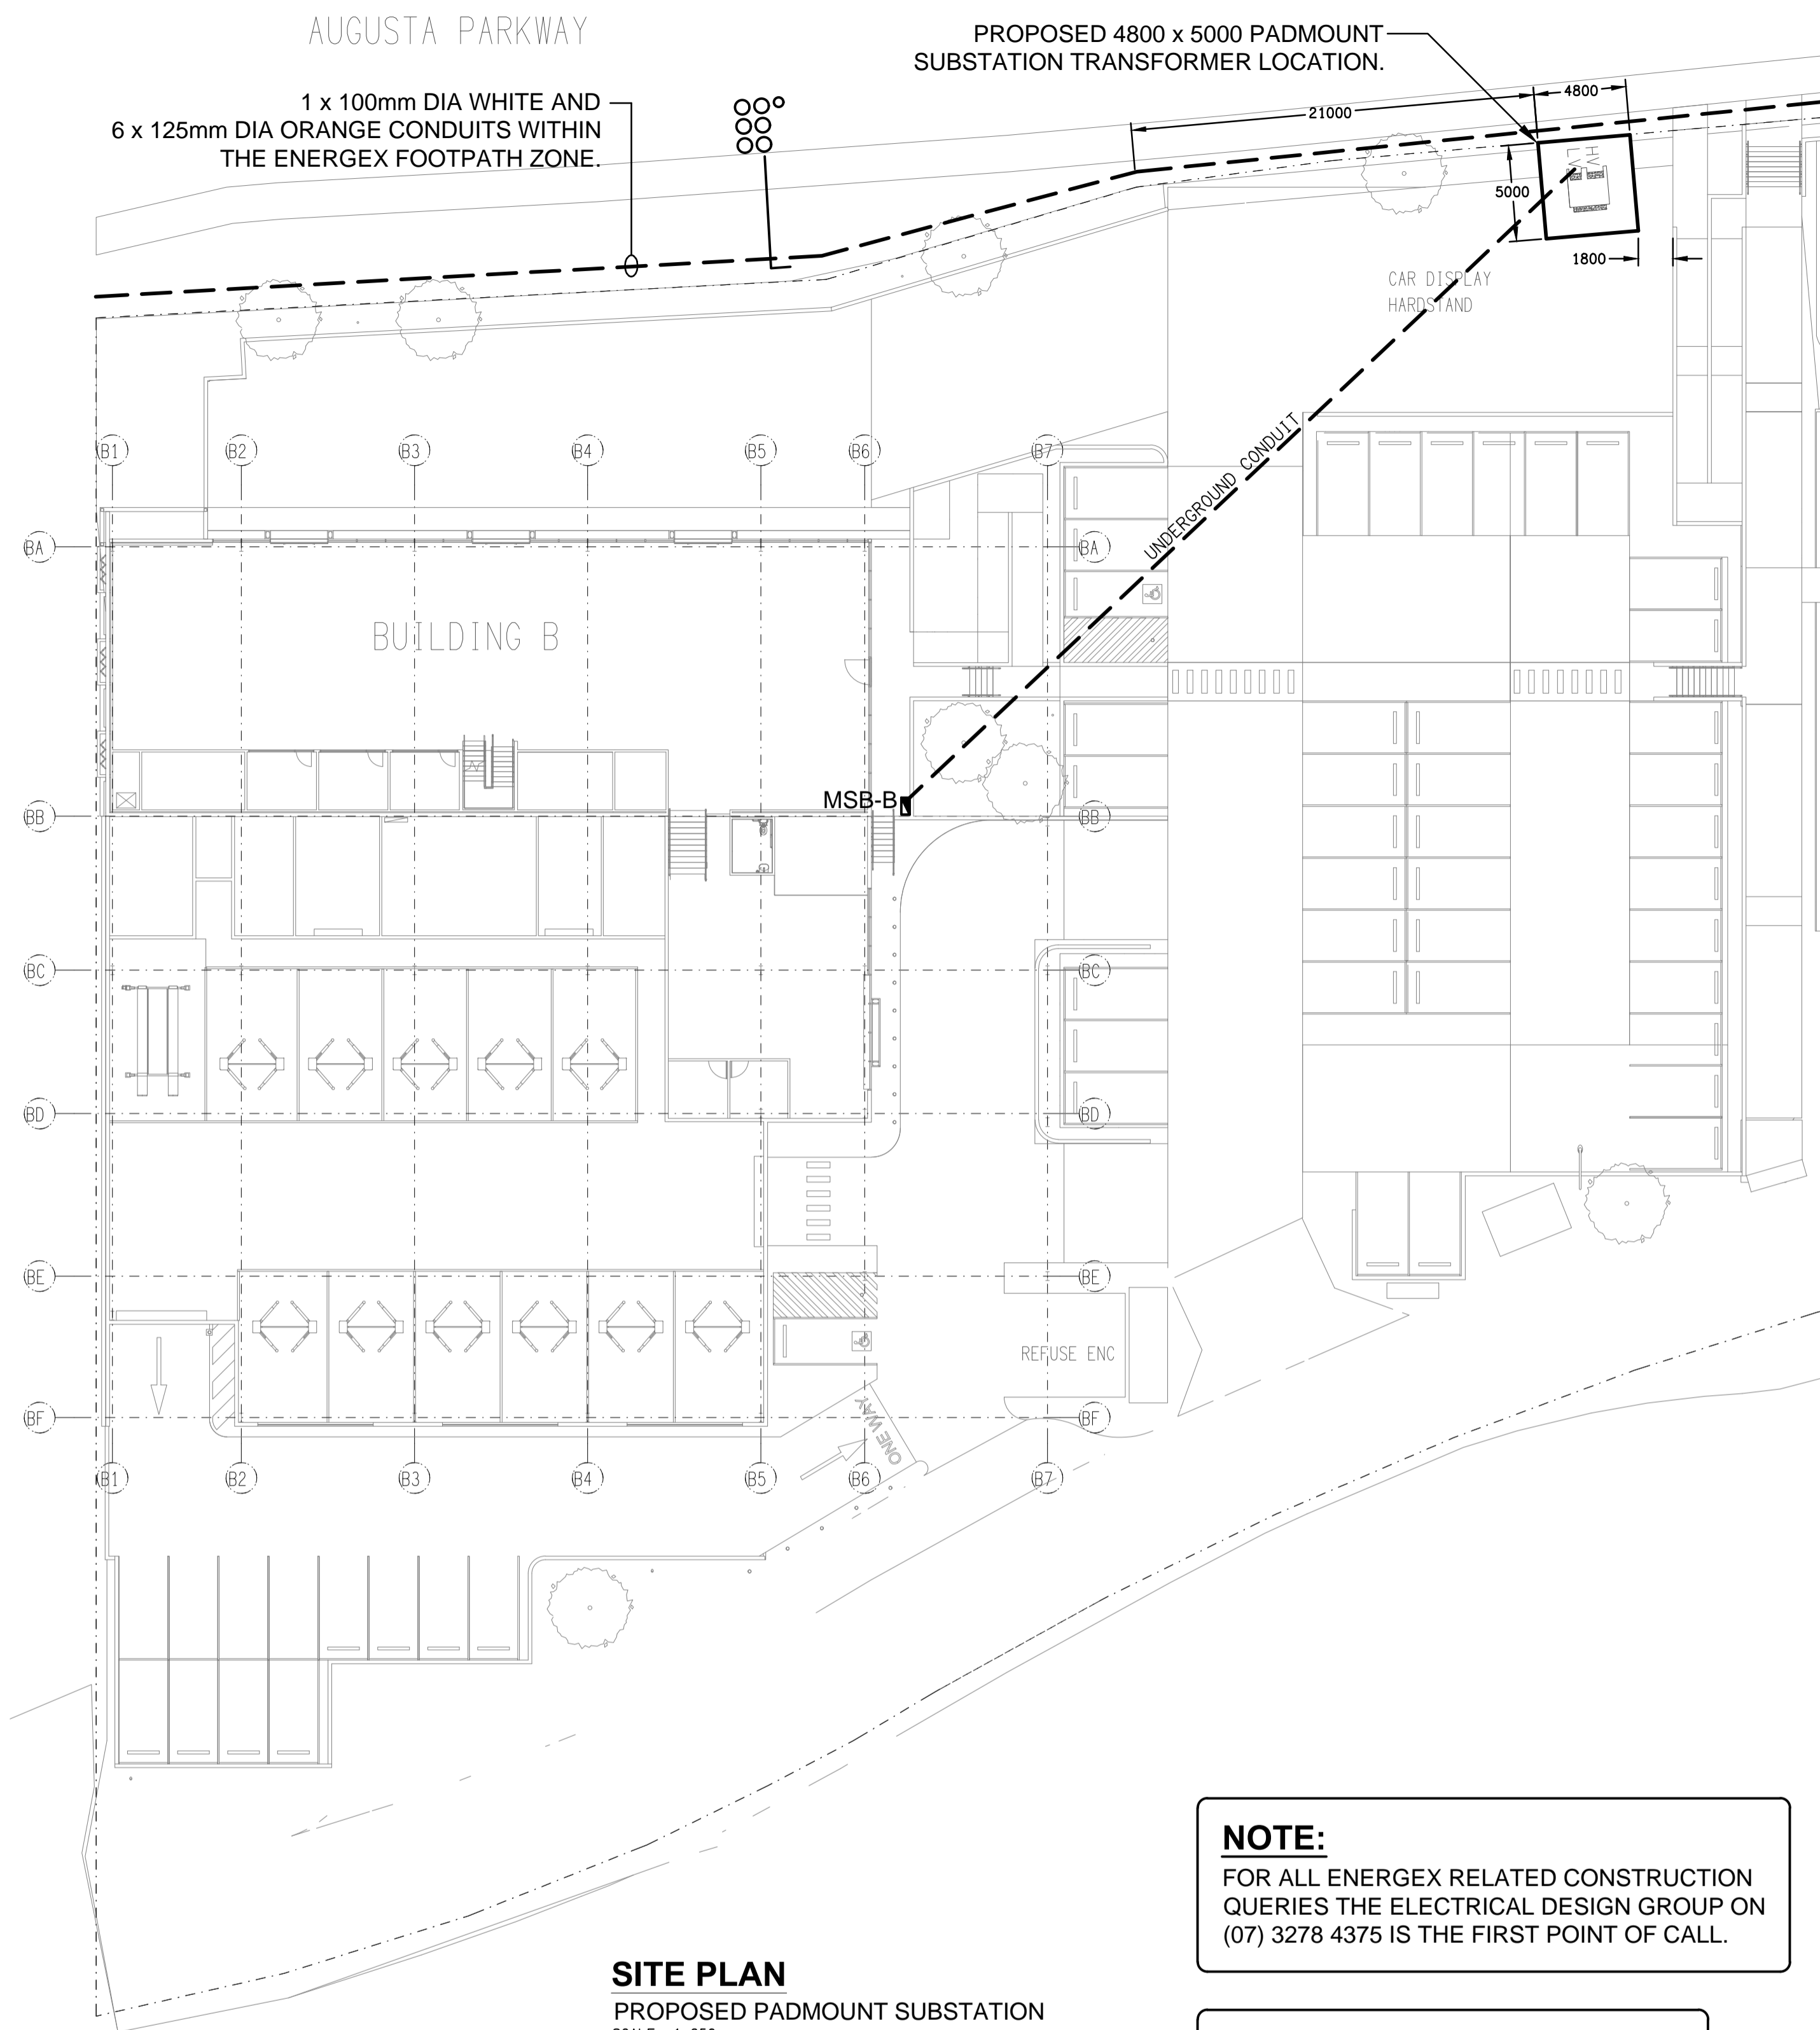 AUGUSTA PARKWAY
PROPOSED 4800 x 5000 PADMOUNT
SUBSTATION TRANSFORMER LOCATION.
1 x 100mm DIA WHITE AND
6 x 125mm DIA ORANGE CONDUITS WITHIN
THE ENERGEX FOOTPATH ZONE.
21000
4800
5000
HV
LV
1800
CAR DISPLAY
HARDSTAND
UNDERGROUND CONDUIT
B1
B2
B3
B4
B5
B6
B7
BA
BA
BUILDING B
MSB-B
BB
BB
BC
BC
BD
BD
BE
BE
REFUSE ENC
BF
BF
ONE WAY
B1
B2
B3
B4
B5
B6
B7
NOTE:
FOR ALL ENERGEX RELATED CONSTRUCTION
QUERIES THE ELECTRICAL DESIGN GROUP ON
(07) 3278 4375 IS THE FIRST POINT OF CALL.
SITE PLAN
PROPOSED PADMOUNT SUBSTATION